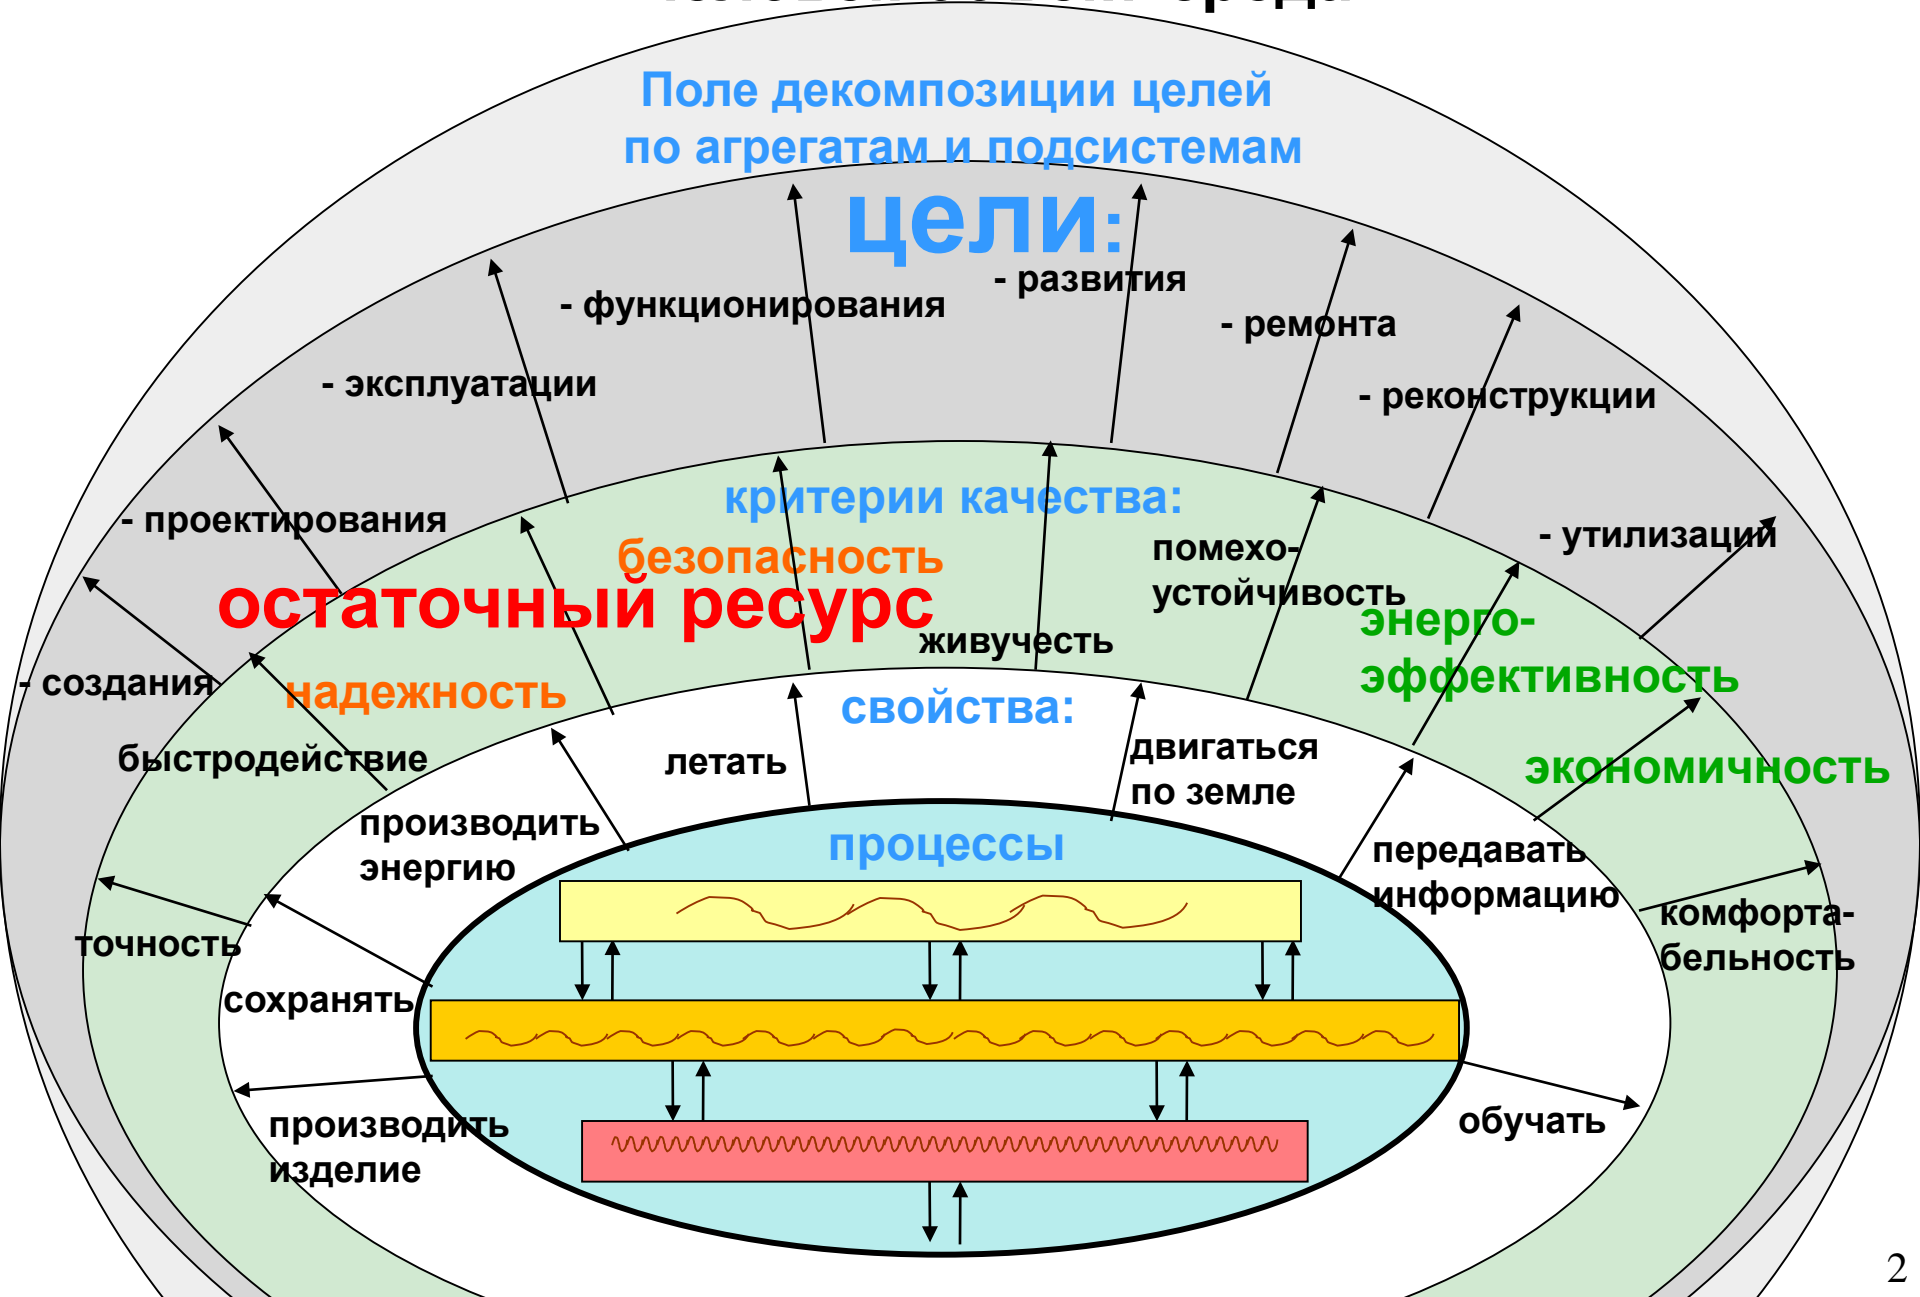 Поле декомпозиции целей
по агрегатам и подсистемам
цели:
- развития
- функционирования
- ремонта
- эксплуатации
- реконструкции
- проектирования
- утилизации
- создания
критерии качества:
безопасность
помехо-
устойчивость
остаточный ресурс
энерго-
эффективность
живучесть
надежность
быстродействие
экономичность
точность
комфорта-
бельность
свойства:
летать
двигаться
по земле
производить
энергию
передавать
информацию
сохранять
производить
изделие
обучать
процессы
2